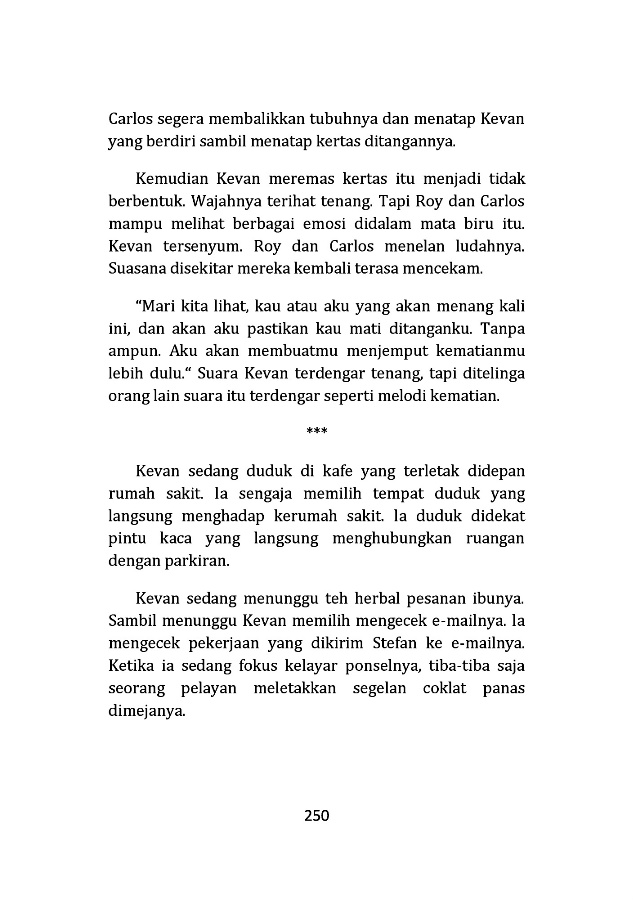 Carlos segera membalikkan tubuhnya dan menatap Kevan
yang berdiri sambil menatap kertas ditangannya.
Kemudian Kevan meremas kertas itu menjadi tidak
berbentuk. Wajahnya terihat tenang. Tapi Roy dan Carlos
mampu melihat berbagai emosi didalam mata biru itu.
Kevan tersenyum. Roy dan Carlos menelan ludahnya.
Suasana disekitar mereka kembali terasa mencekam.
“Mari kita lihat, kau atau aku yang akan menang kali
ini, dan akan aku pastikan kau mati ditanganku. Tanpa
ampun. Aku akan membuatmu menjemput kematianmu
lebih dulu.“ Suara Kevan terdengar tenang, tapi ditelinga
orang lain suara itu terdengar seperti melodi kematian.
***
Kevan sedang duduk di kafe yang terletak didepan
rumah sakit. Ia sengaja memilih tempat duduk yang
langsung menghadap kerumah sakit. Ia duduk didekat
pintu kaca yang langsung menghubungkan ruangan
dengan parkiran.
Kevan sedang menunggu teh herbal pesanan ibunya.
Sambil menunggu Kevan memilih mengecek e-mailnya. Ia
mengecek pekerjaan yang dikirim Stefan ke e-mailnya.
Ketika ia sedang fokus kelayar ponselnya, tiba-tiba saja
seorang pelayan meletakkan segelan coklat panas
dimejanya.
250